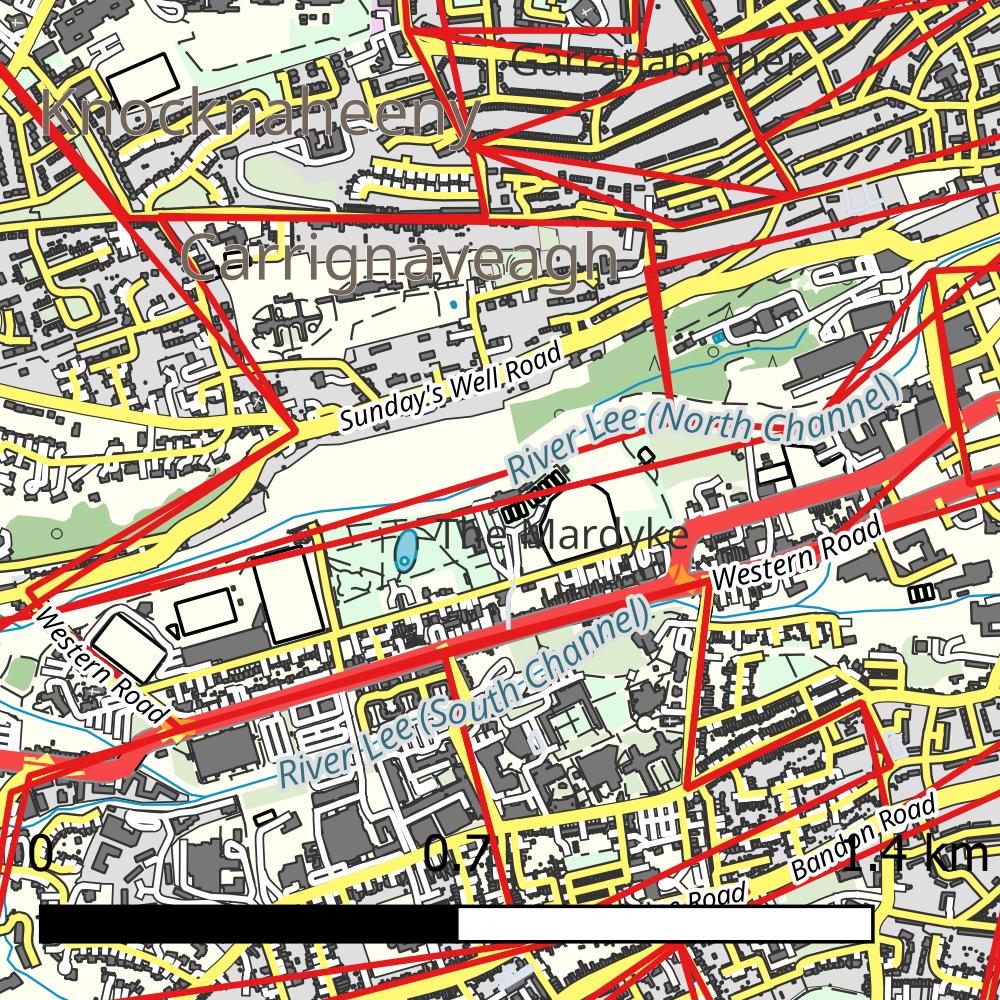 Garranabraher
Knocknaheeny
Carrignaveagh
Sunday's Well Road
River Lee (North Channel)
The Mardyke
Western Road
Western Road
River Lee (South Channel)
Bandon Road
Road
0
0.7
1.4 km